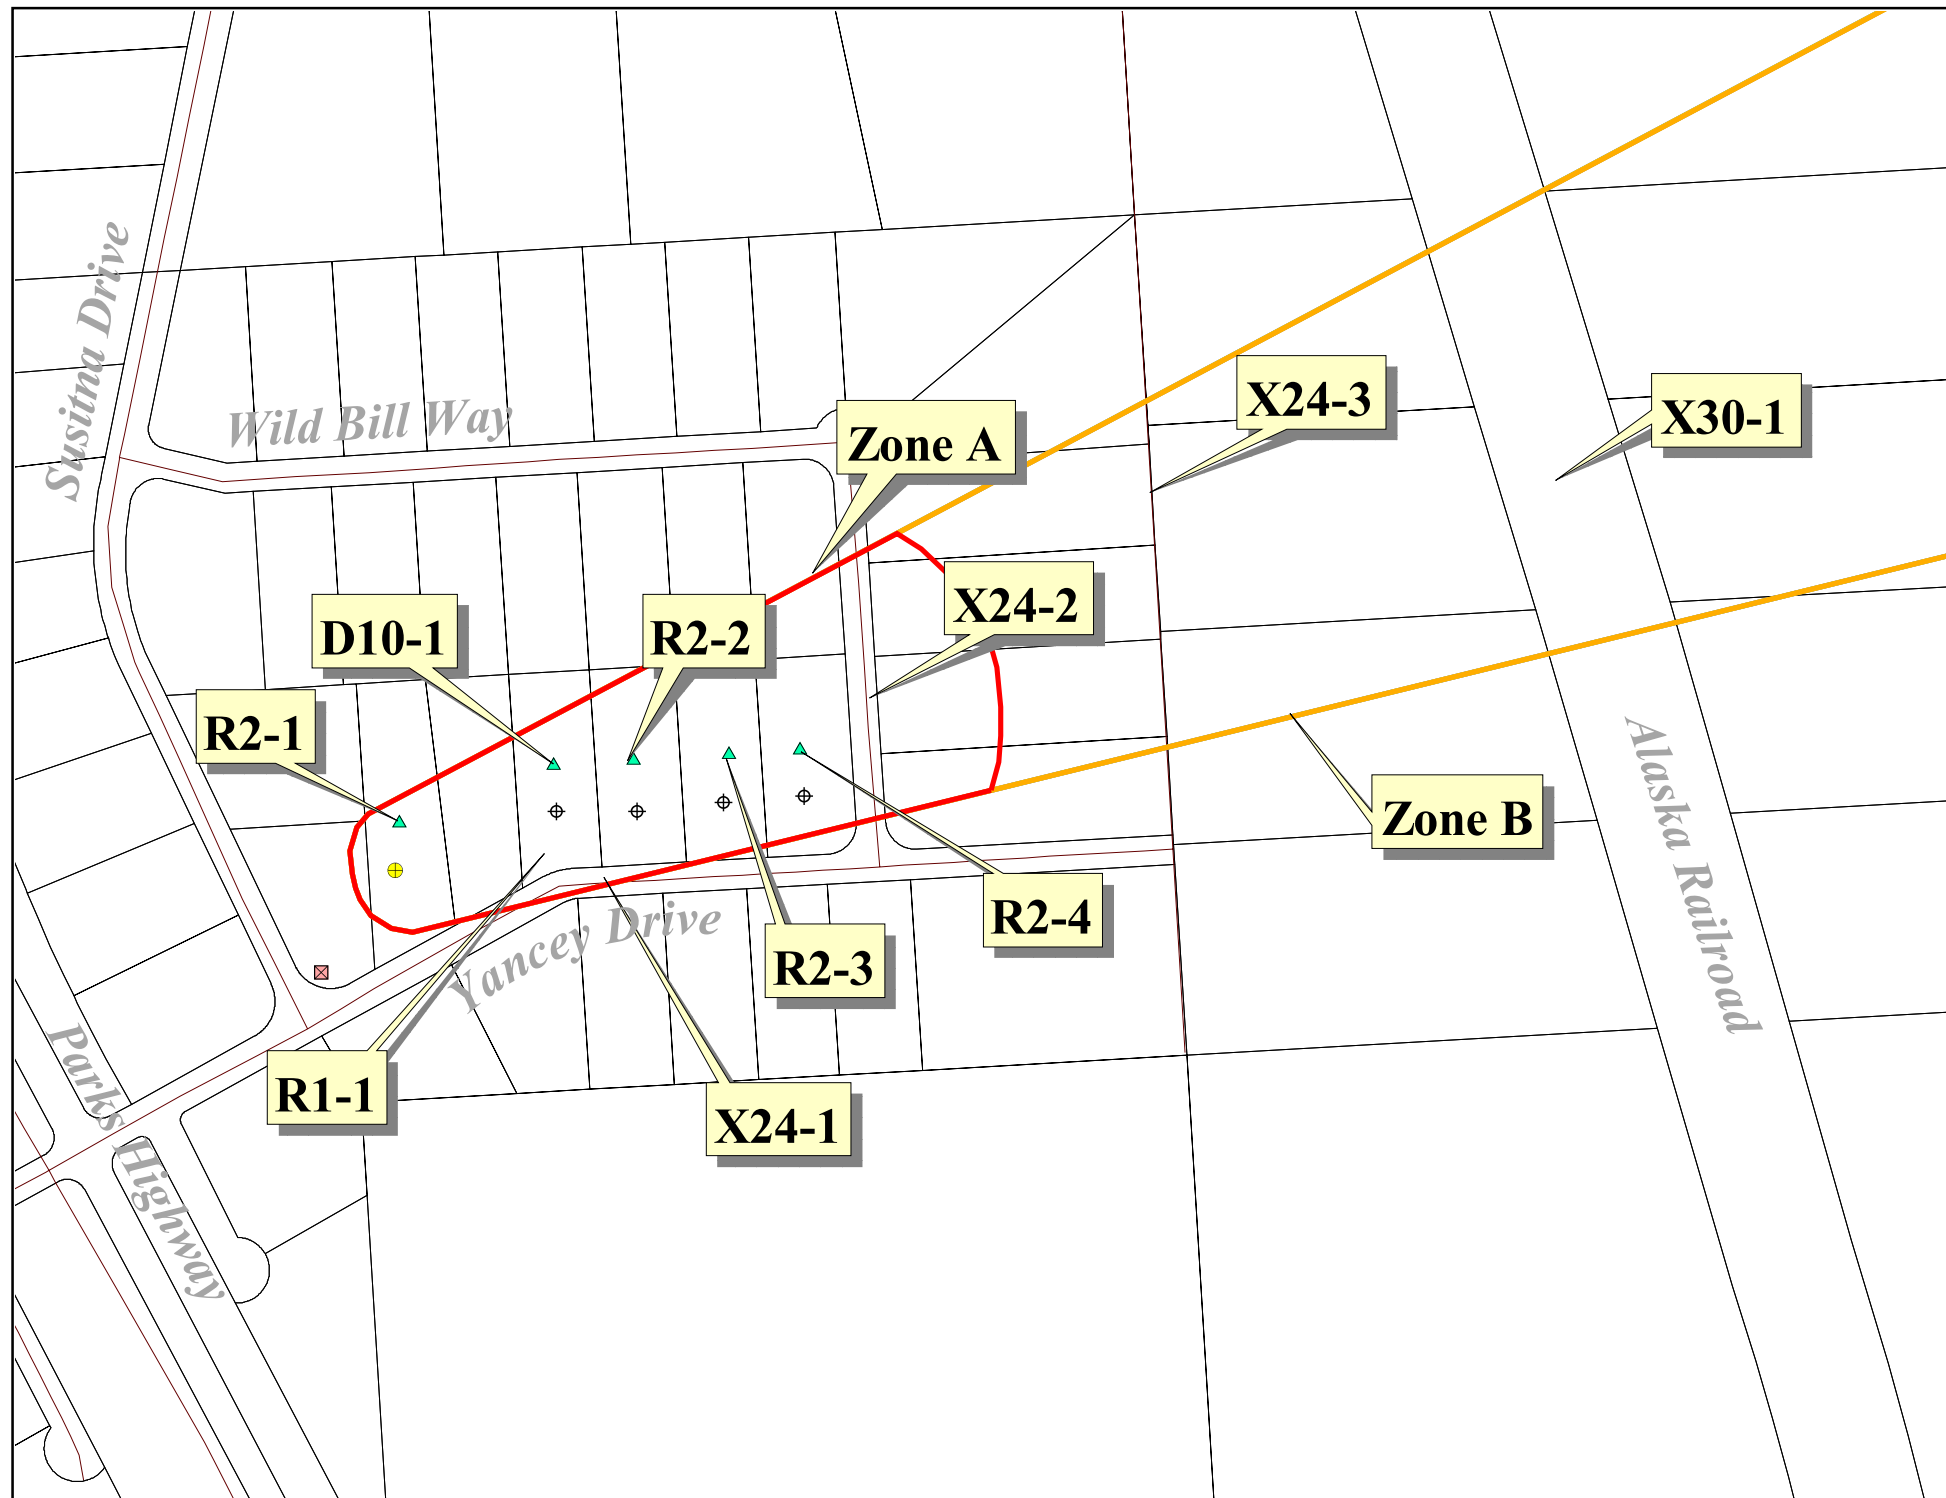 Susitna Drive
Wild Bill Way
Zone A
X24-3
X30-1
D10-1
R2-2
X24-2
R2-1
Zone B
Alaska Railroad
R2-4
Yancey Drive
R2-3
R1-1
X24-1
Parks Highway